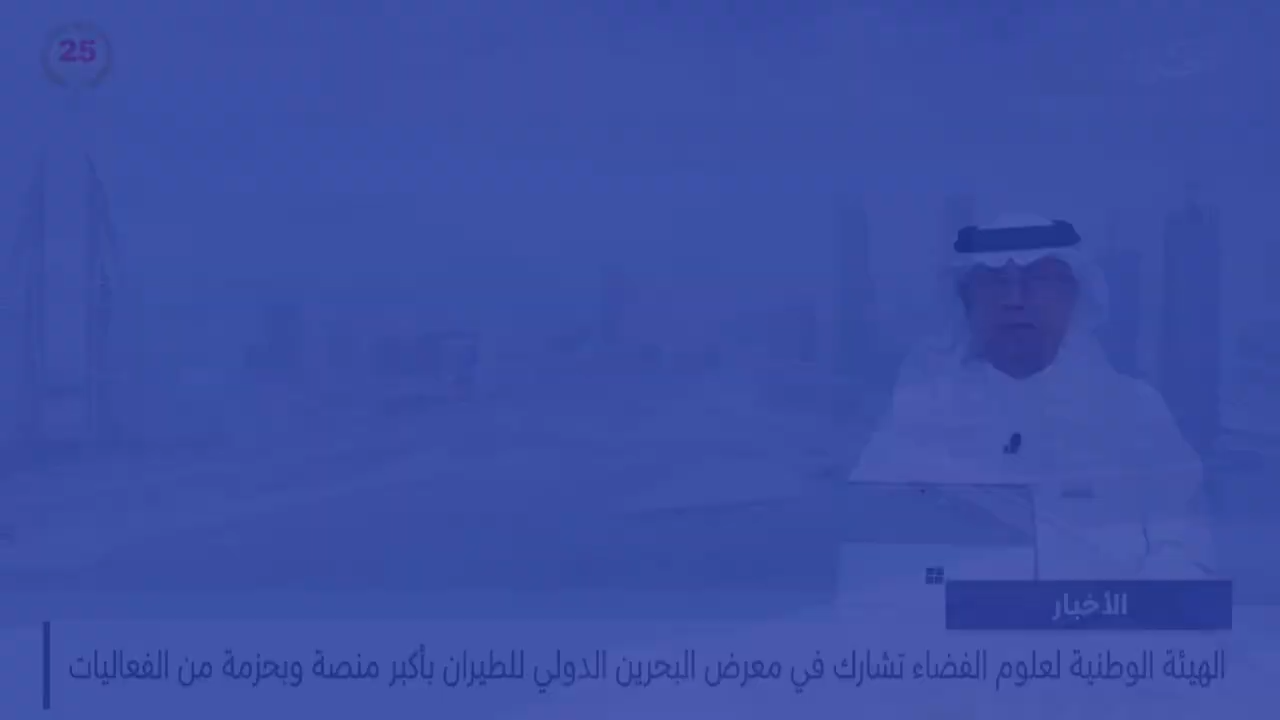 25
الأخبار
الهيئة الوطنية لعلوم الفضاء تشارك في معرض البحرين الدولي للطيران بأكبر منصة وبحزمة من الفعاليات